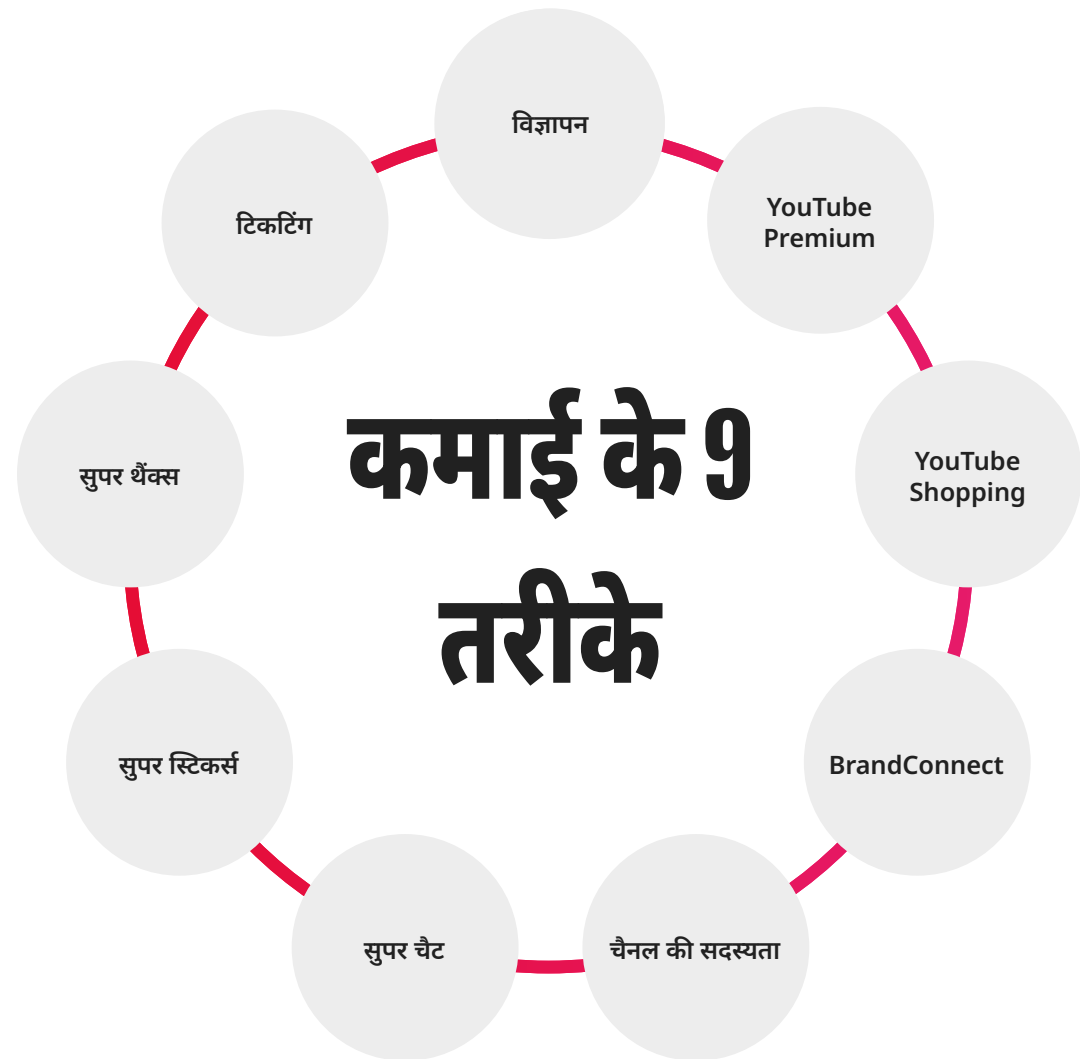 विज्ञापन
टिकटिंग
YouTube
Premium
कमाई के 9
तरीके
सुपर थैंक्स
YouTube
Shopping
सुपर स्टिकर्स
BrandConnect
सुपर चैट
चैनल की सदस्यता